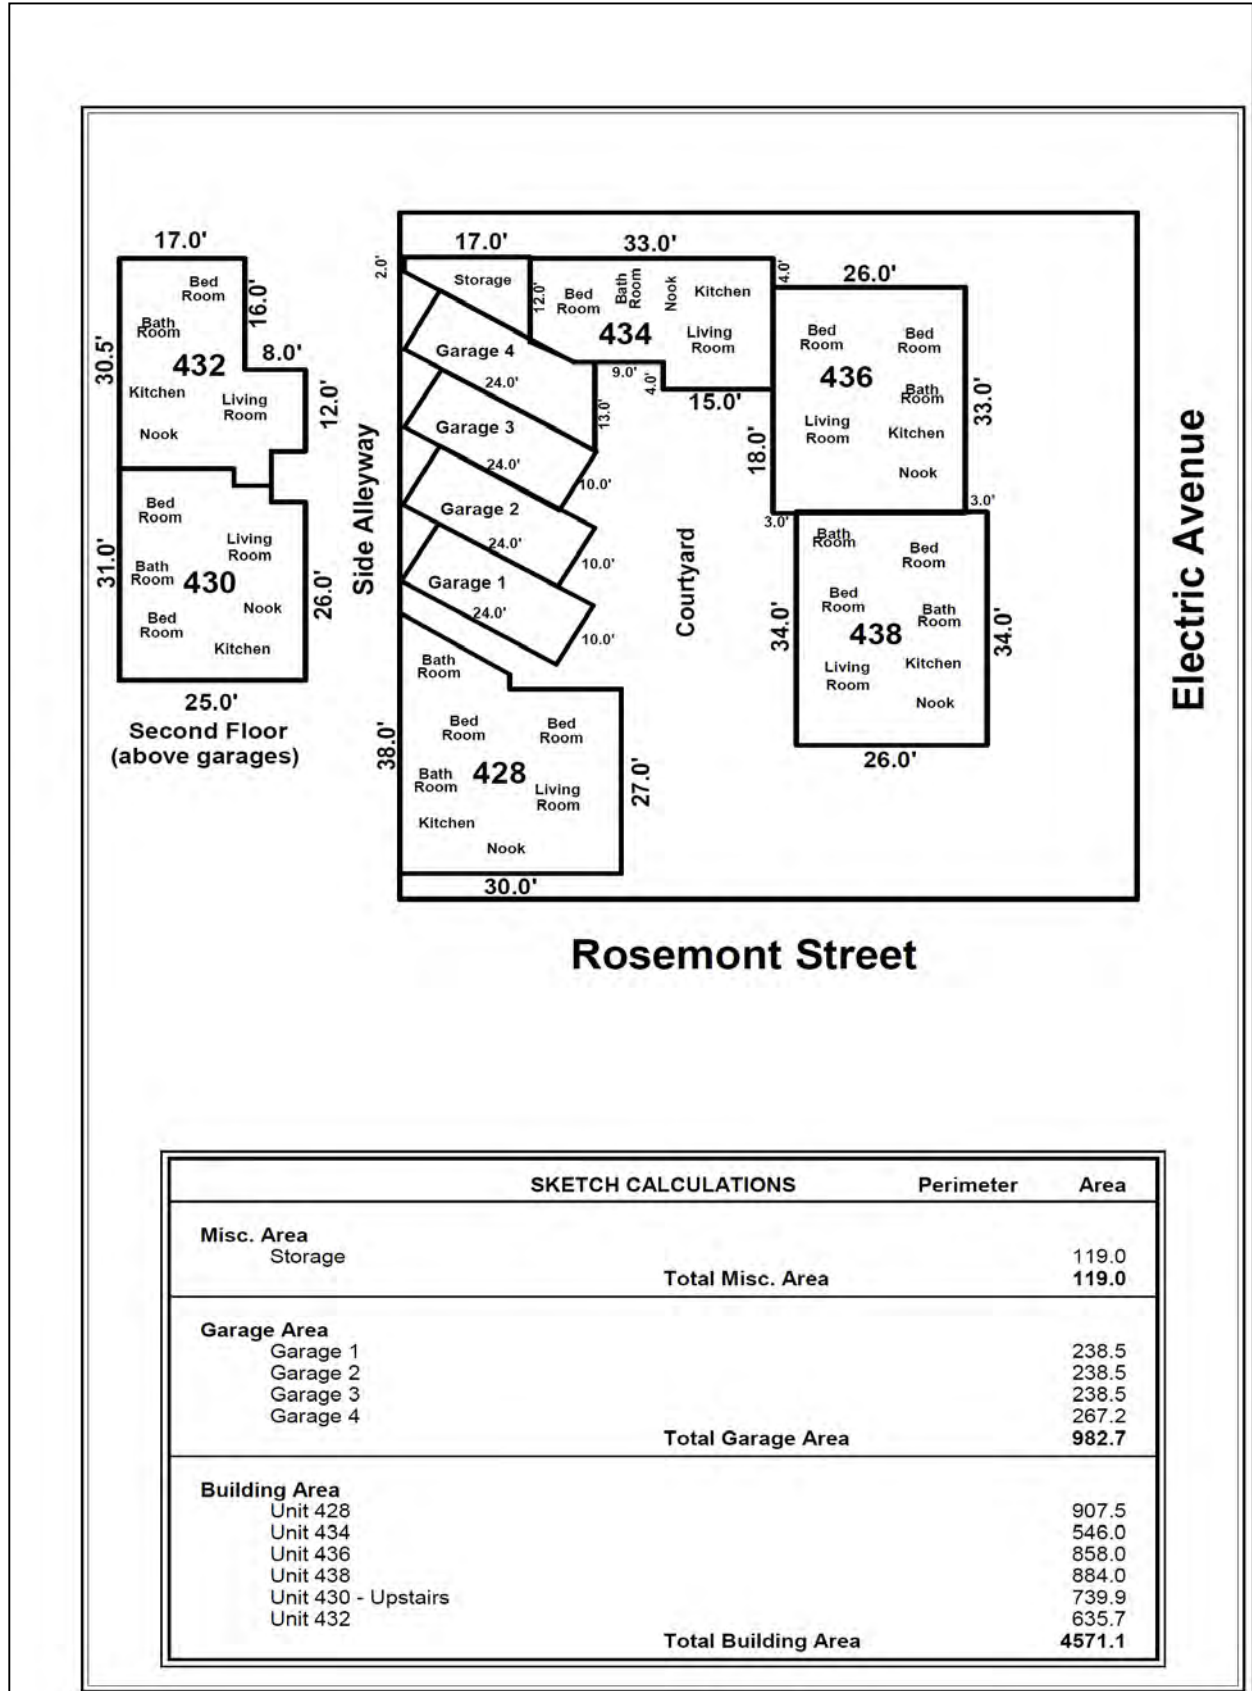 17.0'
Bed
Room
16.0'
Bath
Room
30.5'
432
8.0'
Kitchen
Living
Room
12.0'
Nook
Bed
Room
Living
Room
31.0'
Bath
Room
430
Nook
26.0'
Bed
Room
Kitchen
25.0'
Second Floor
(above garages)
Side Alleyway
2.0'
17.0'
33.0'
Storage
12.0'
Bed
Room
Bath
Room
Nook
Kitchen
434
Living
Room
9.0'
4.0'
15.0'
13.0'
Garage 4
24.0'
Garage 3
24.0'
10.0'
Garage 2
24.0'
10.0'
Garage 1
24.0'
10.0'
Courtyard
4.0'
26.0'
Bed
Room
Bed
Room
436
Bath
Room
33.0'
Living
Room
Kitchen
Nook
18.0'
3.0'
3.0'
Bath
Room
Bed
Room
Bed
Room
Bath
Room
34.0'
438
34.0'
Living
Room
Kitchen
Nook
26.0'
Electric Avenue
Bath
Room
Bed
Room
Bed
Room
38.0'
Bath
Room
428
Living
Room
27.0'
Kitchen
Nook
30.0'
Rosemont Street
SKETCH CALCULATIONS Perimeter Area
Misc. Area
Storage 119.0
Total Misc. Area 119.0
Garage Area
Garage 1 238.5
Garage 2 238.5
Garage 3 238.5
Garage 4 267.2
Total Garage Area 982.7
Building Area
Unit 428 907.5
Unit 434 546.0
Unit 436 858.0
Unit 438 884.0
Unit 430 - Upstairs 739.9
Unit 432 635.7
Total Building Area 4571.1